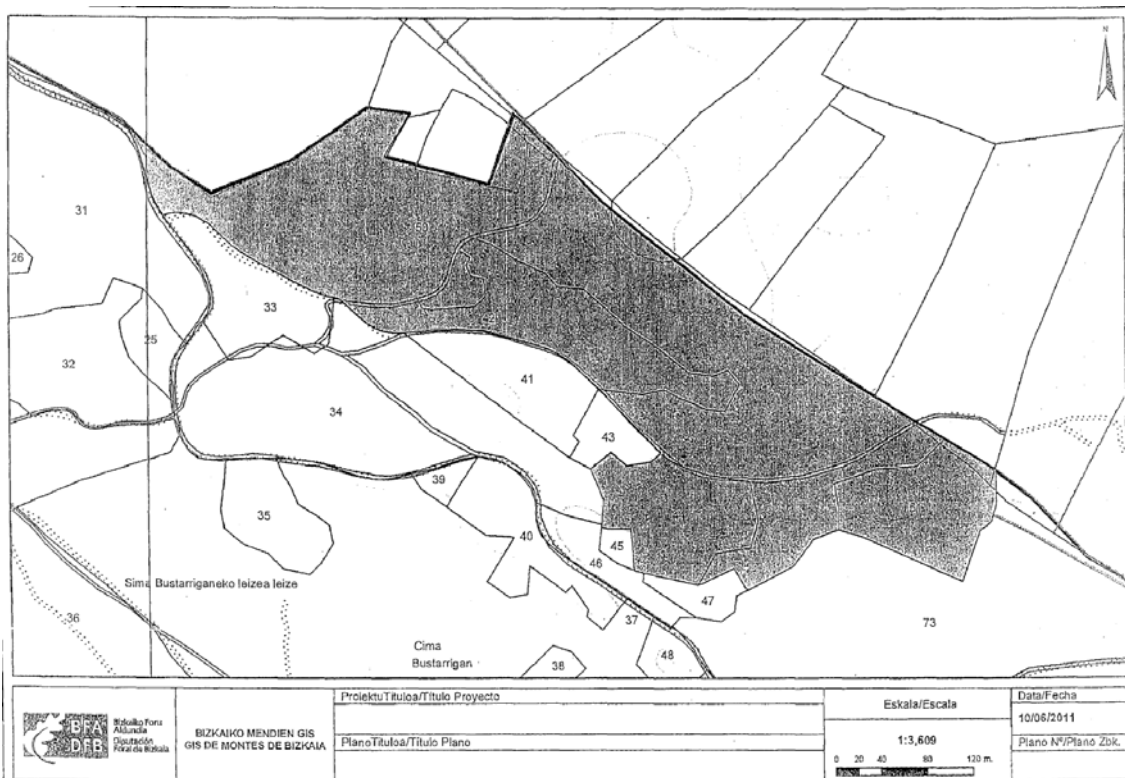 N
31
26
33
25
32
41
34
43
39
35
40
45
46
47
Sima Bustarriganeko leizea leize
36
37
73
Cima
Bustarrigan
48
38
BFA
DFB
Bizkaiko Foru
Aldundia
Diputación
Foral de Bizkaia
BIZKAIKO MENDIEN GIS
GIS DE MONTES DE BIZKAIA
ProiektuTituloa/Título Proyecto
PlanoTituloa/Título Plano
Eskala/Escala
1:3,609
0 20 40 80 120 m.
Data/Fecha
10/06/2011
Plano Nº/Plano Zbk.